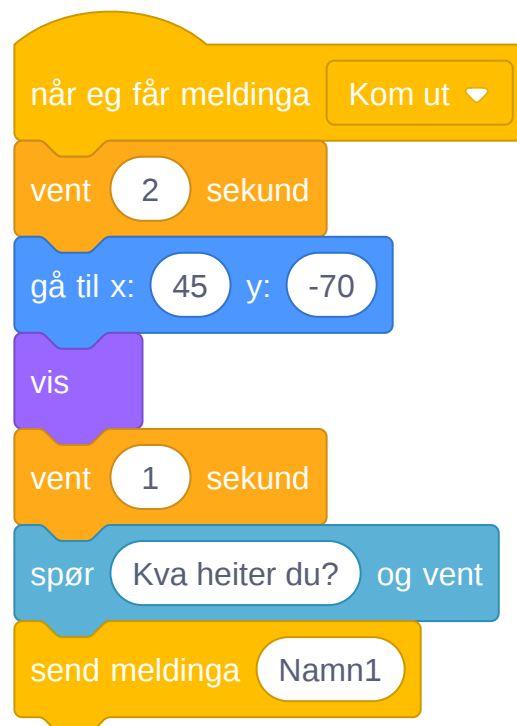 når eg får meldinga Kom ut
vent 2 sekund
gå til x: 45 y: -70
vis
vent 1 sekund
spør Kva heiter du? og vent
send meldinga Namn1